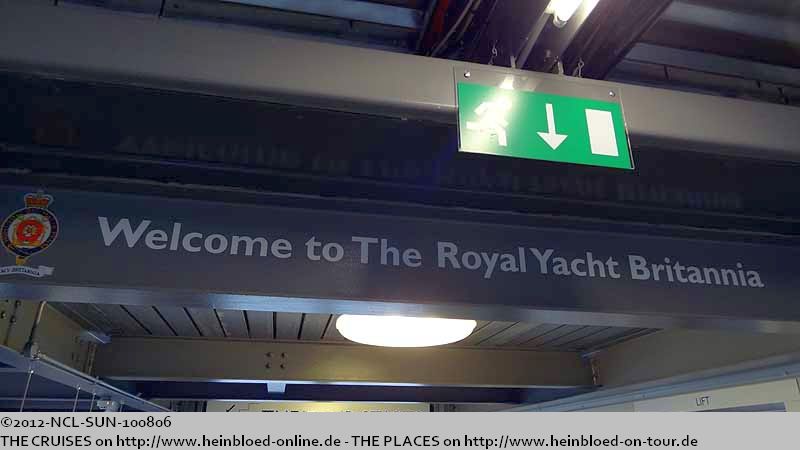 Welcome to The Royal Yacht Britannia
LIFT
©2012-NCL-SUN-100806
THE CRUISES on http://www.heinbloed-online.de - THE PLACES on http://www.heinbloed-on-tour.de